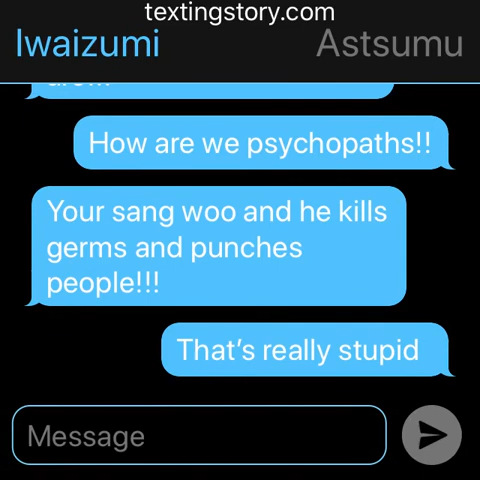 textingstory.com
Iwaizumi Astsumu
How are we psychopaths!!
Your sang woo and he kills
germs and punches
people!!!
That's really stupid
Message